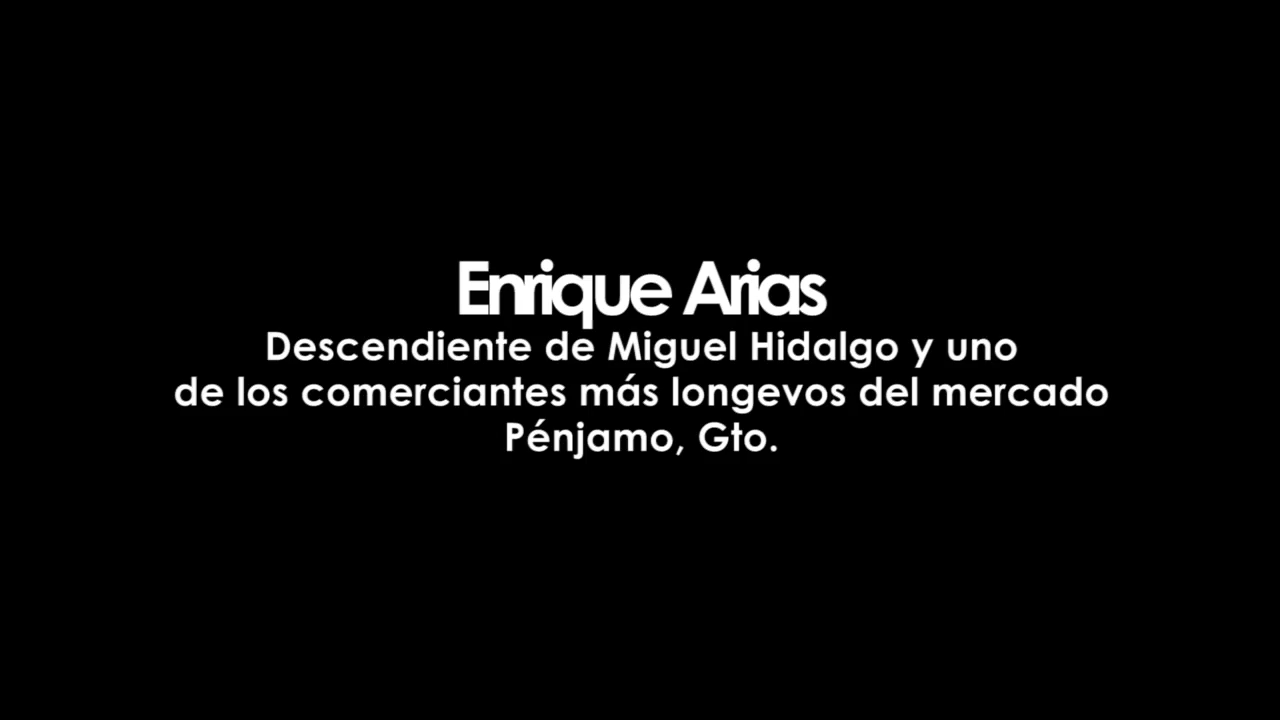 Enrique Arias
Descendiente de Miguel Hidalgo y uno
de los comerciantes más longevos del mercado
Pénjamo, Gto.